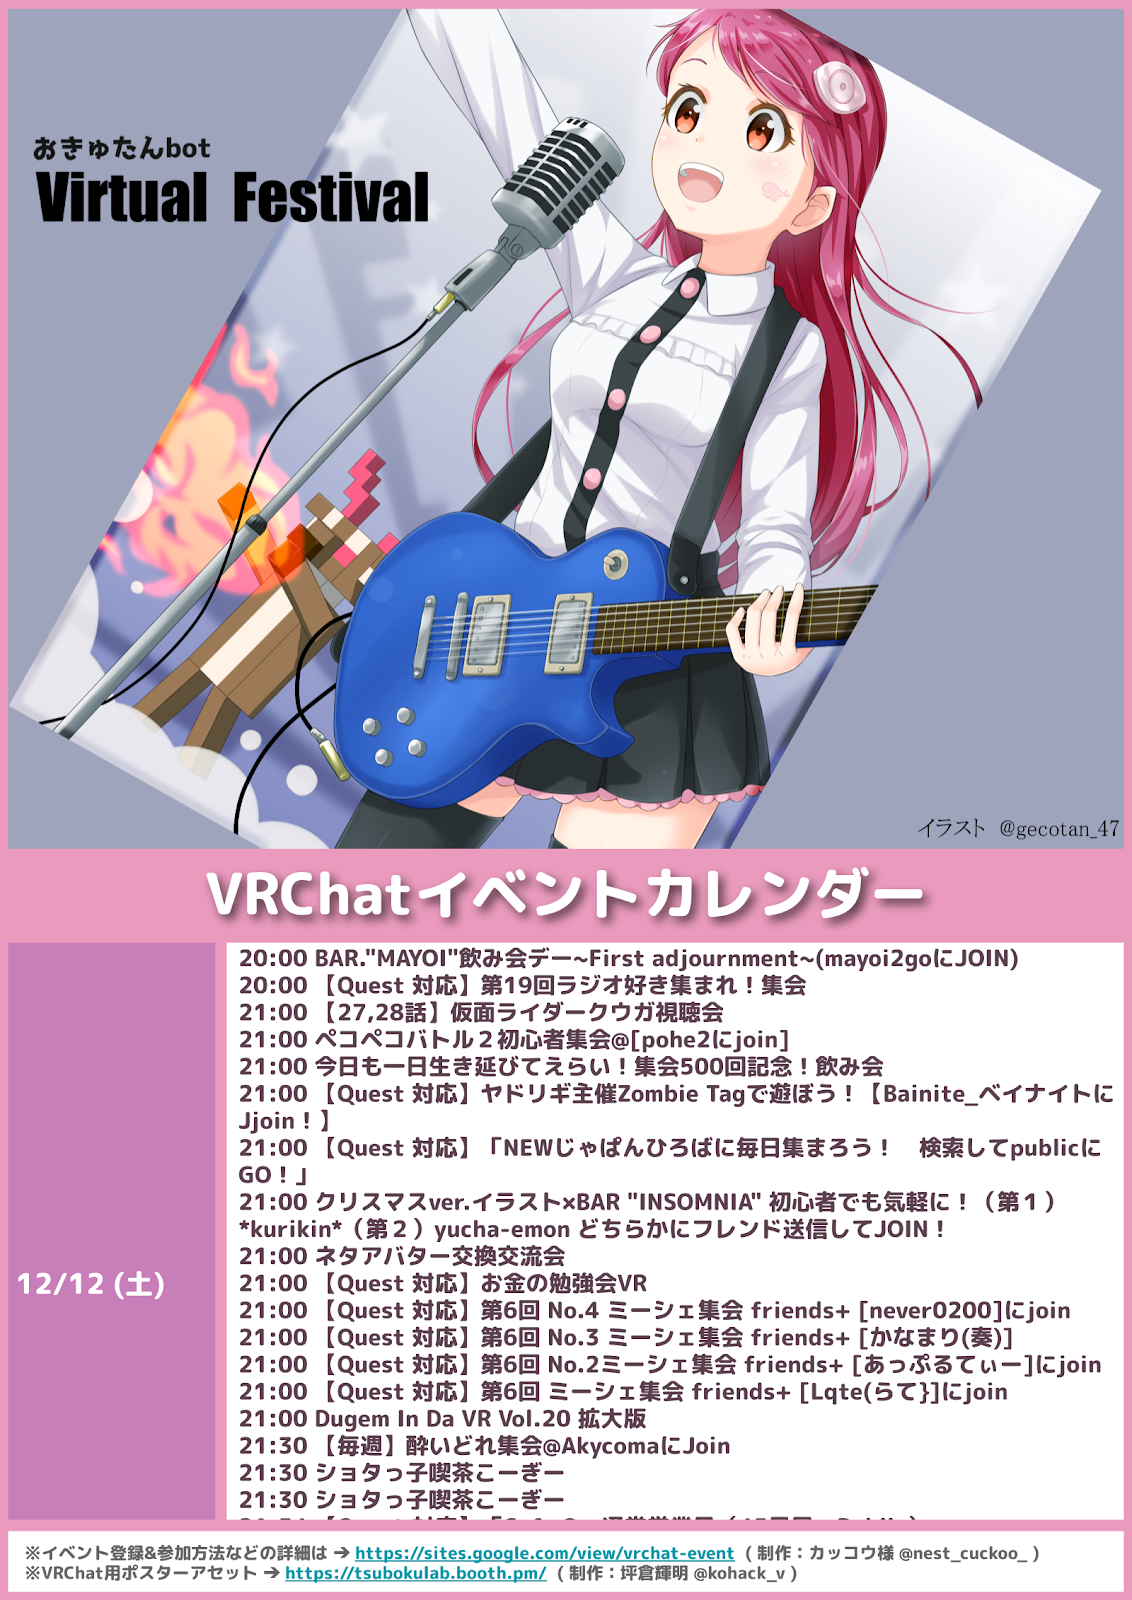 おきゅたんbot
Virtual Festival
イラスト @gecotan_47
VRChatイベントカレンダー
12/12 (土)
20:00 BAR."MAYOI"飲み会デー~First adjournment~(mayoi2goにJOIN)
20:00 【Quest 対応】第19回ラジオ好き集まれ！集会
21:00 【27,28話】仮面ライダークウガ視聴会
21:00 ペコペコバトル２初心者集会@[pohe2にjoin]
21:00 今日も一日生き延びてえらい！集会500回記念！飲み会
21:00 【Quest 対応】ヤドリギ主催Zombie Tagで遊ぼう！【Bainite_ベイナイトに
Jjoin！】
21:00 【Quest 対応】「NEWじゃぱんひろばに毎日集まろう！　検索してpublicに
GO！」
21:00 クリスマスver.イラスト×BAR "INSOMNIA" 初心者でも気軽に！（第１）
*kurikin*（第２）yucha-emon どちらかにフレンド送信してJOIN！
21:00 ネタアバター交換交流会
21:00 【Quest 対応】お金の勉強会VR
21:00 【Quest 対応】第6回 No.4 ミーシェ集会 friends+ [never0200]にjoin
21:00 【Quest 対応】第6回 No.3 ミーシェ集会 friends+ [かなまり(奏)]
21:00 【Quest 対応】第6回 No.2ミーシェ集会 friends+ [あっぷるてぃー]にjoin
21:00 【Quest 対応】第6回 ミーシェ集会 friends+ [Lqte(らて}]にjoin
21:00 Dugem In Da VR Vol.20 拡大版
21:30 【毎週】酔いどれ集会@AkycomaにJoin
21:30 ショタっ子喫茶こーぎー
21:30 ショタっ子喫茶こーぎー
※イベント登録&参加方法などの詳細は ➔ https://sites.google.com/view/vrchat-event （ 制作：カッコウ様 @nest_cuckoo_ ）
※VRChat用ポスターアセット ➔ https://tsubokulab.booth.pm/ （ 制作：坪倉輝明 @kohack_v ）